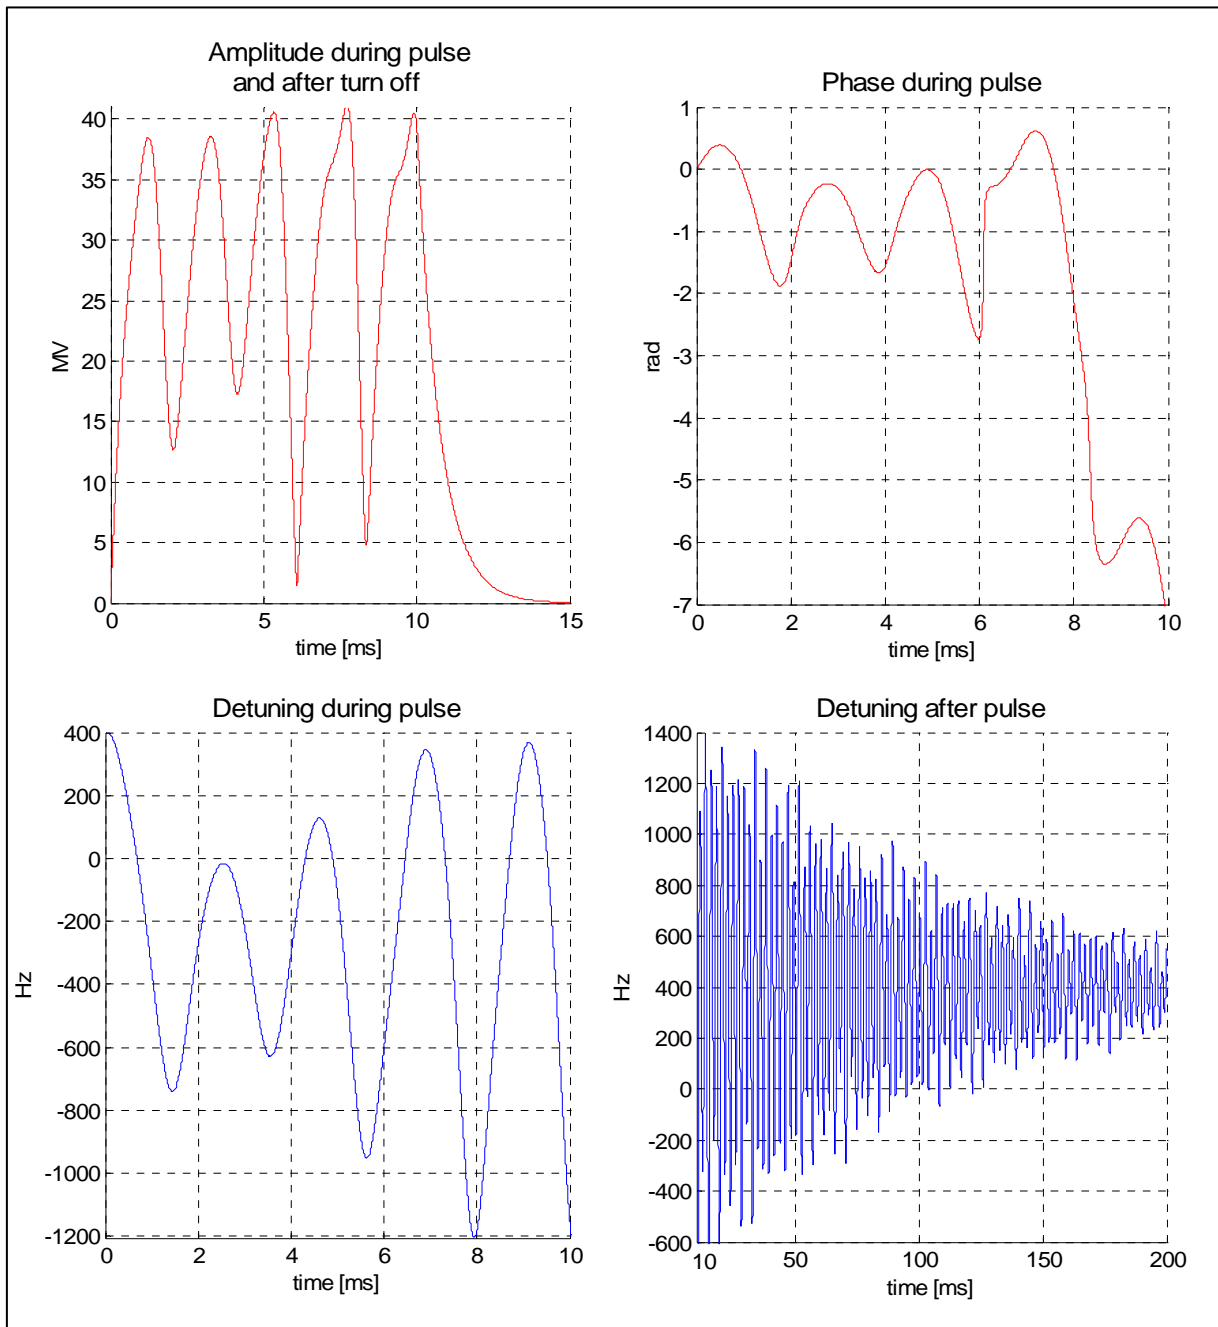 Amplitude during pulse
and after turn off
40
35
30
25
20
15
10
5
0
MV
0 5 10 15
time [ms]
Phase during pulse
1
0
-1
-2
-3
-4
-5
-6
-7
rad
0 2 4 6 8 10
time [ms]
Detuning during pulse
400
200
0
-200
-400
-600
-800
-1000
-1200
Hz
0 2 4 6 8 10
time [ms]
Detuning after pulse
1400
1200
1000
800
600
400
200
0
-200
-400
-600
Hz
10 50 100 150 200
time [ms]